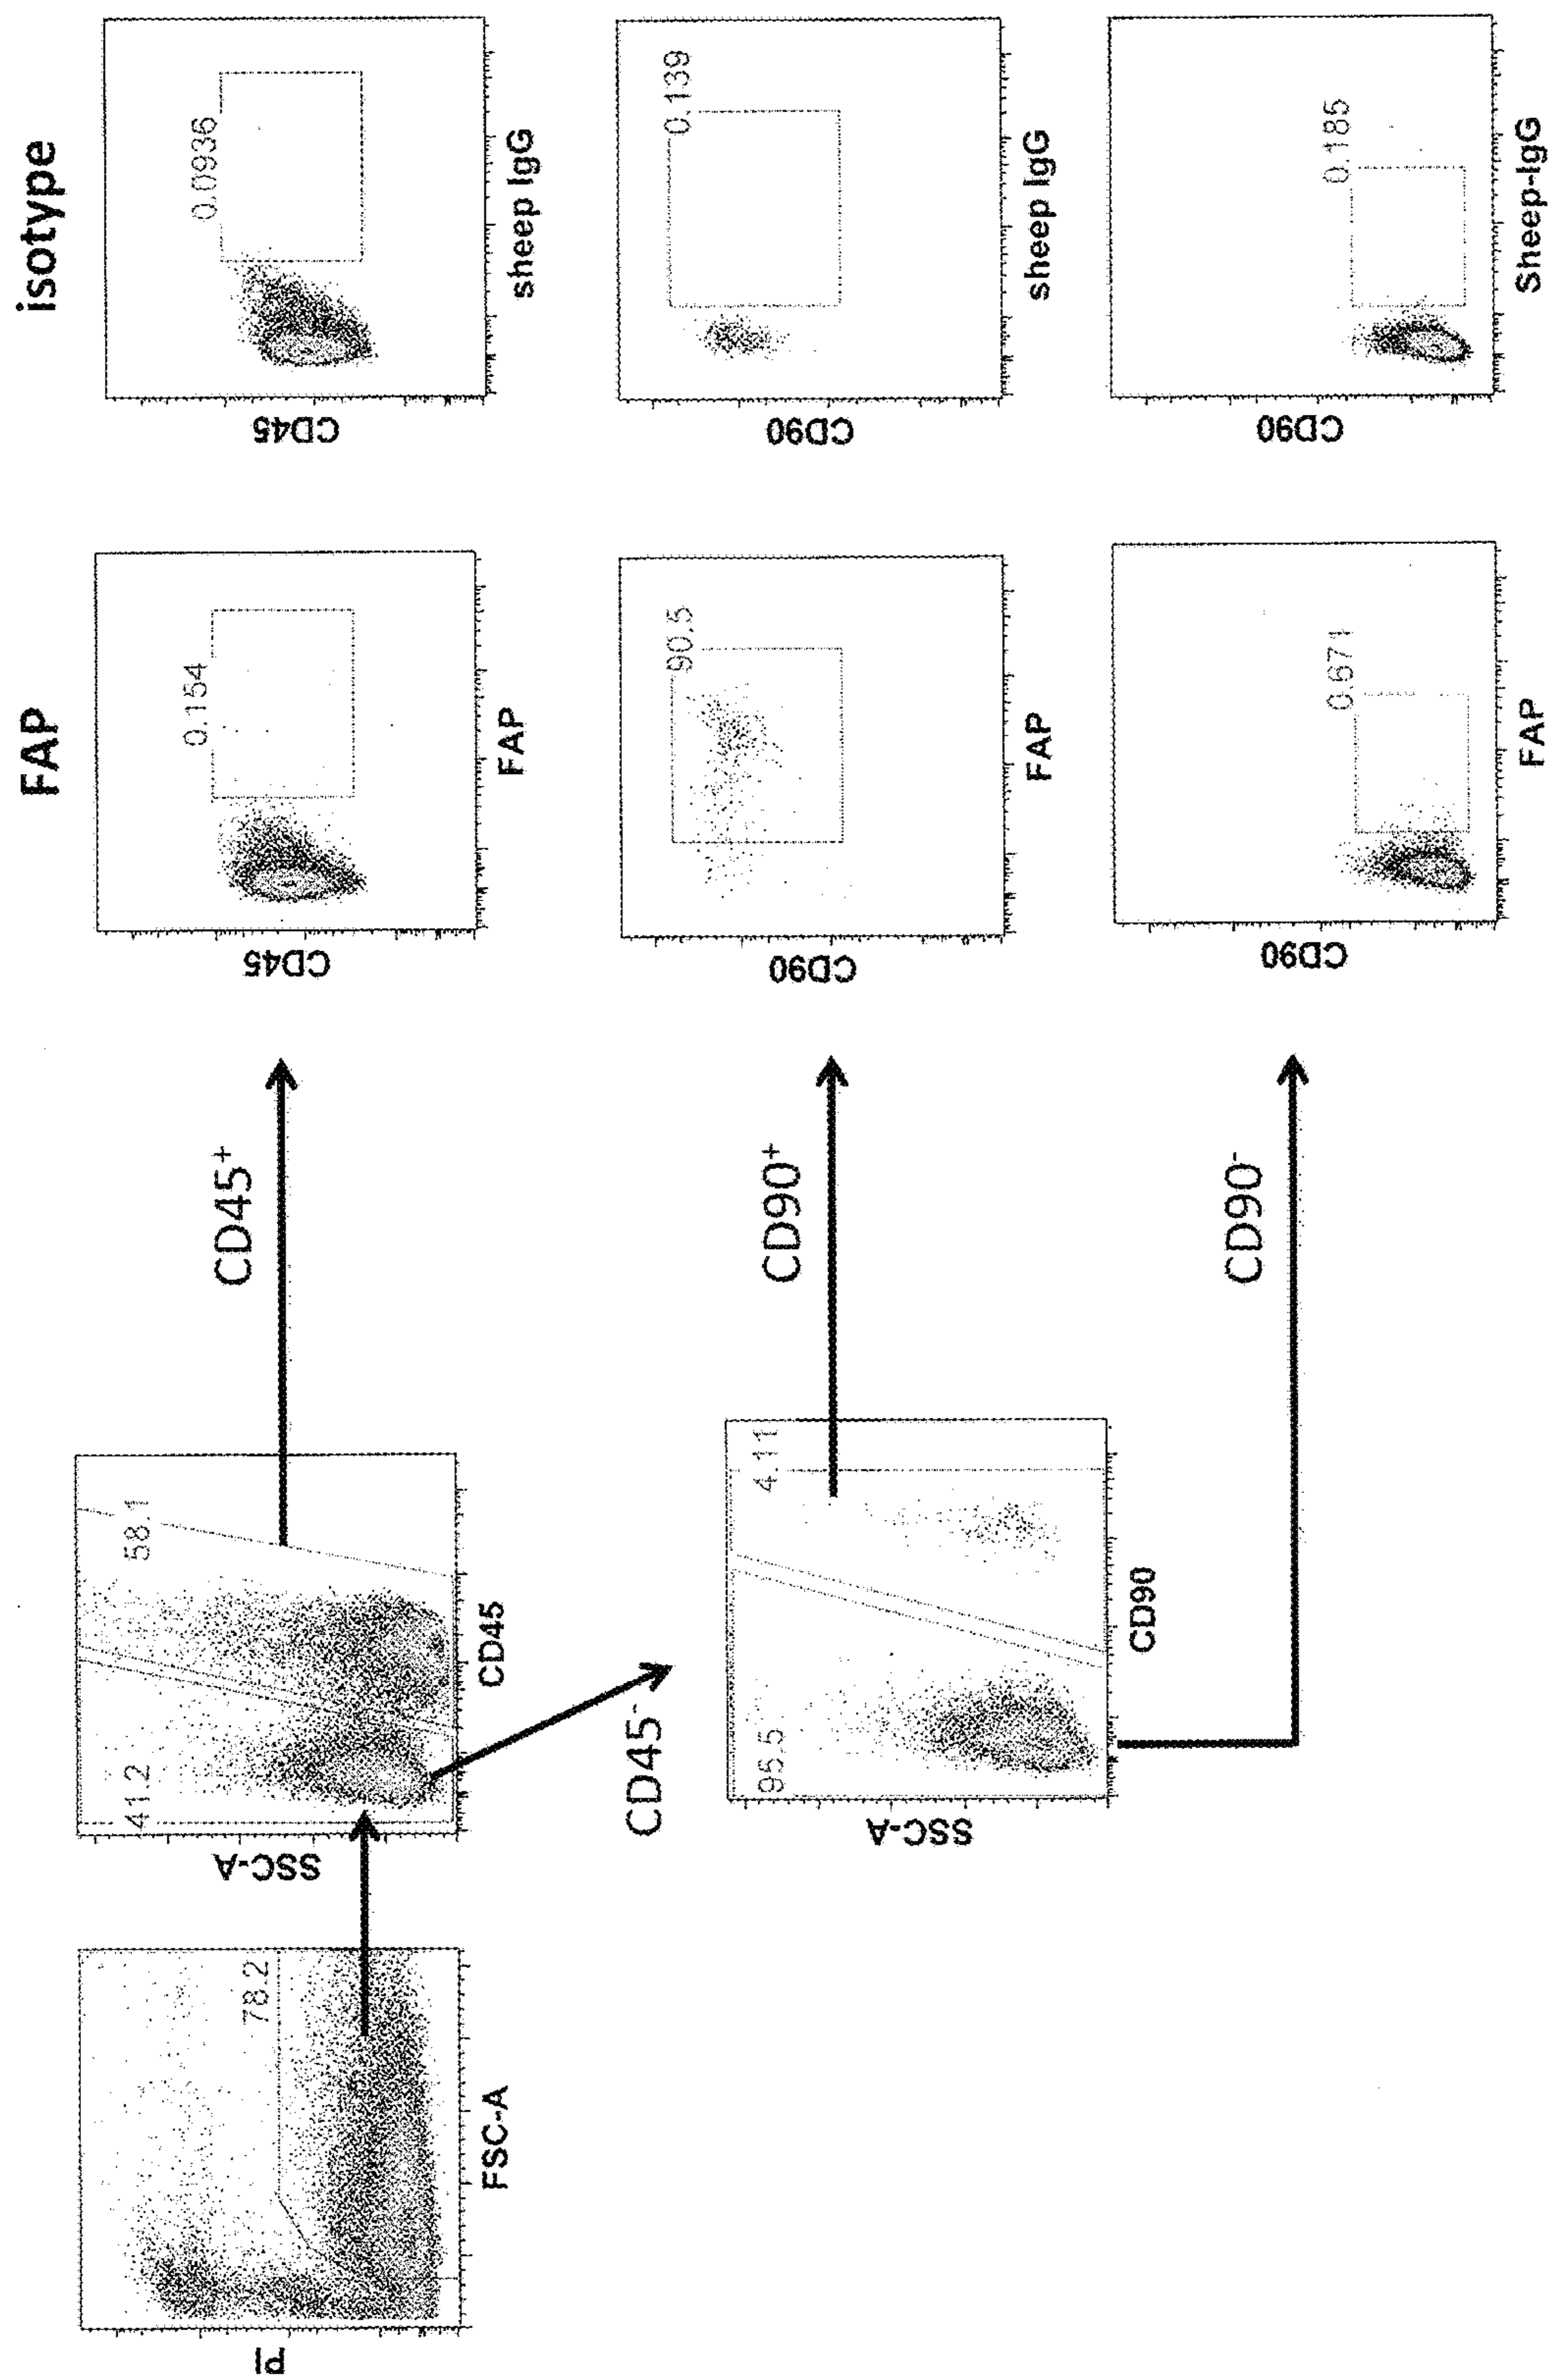 FAP
isotype
PI
78.2
FSC-A
SSC-A
41.2
58.1
CD45
CD45+
CD45
0.154
FAP
CD45
0.0936
sheep IgG
CD45-
SSC-A
95.5
4.11
CD90
CD90+
CD90
90.5
FAP
CD90
0.139
sheep IgG
CD90-
CD90
0.671
FAP
CD90
0.185
Sheep-IgG